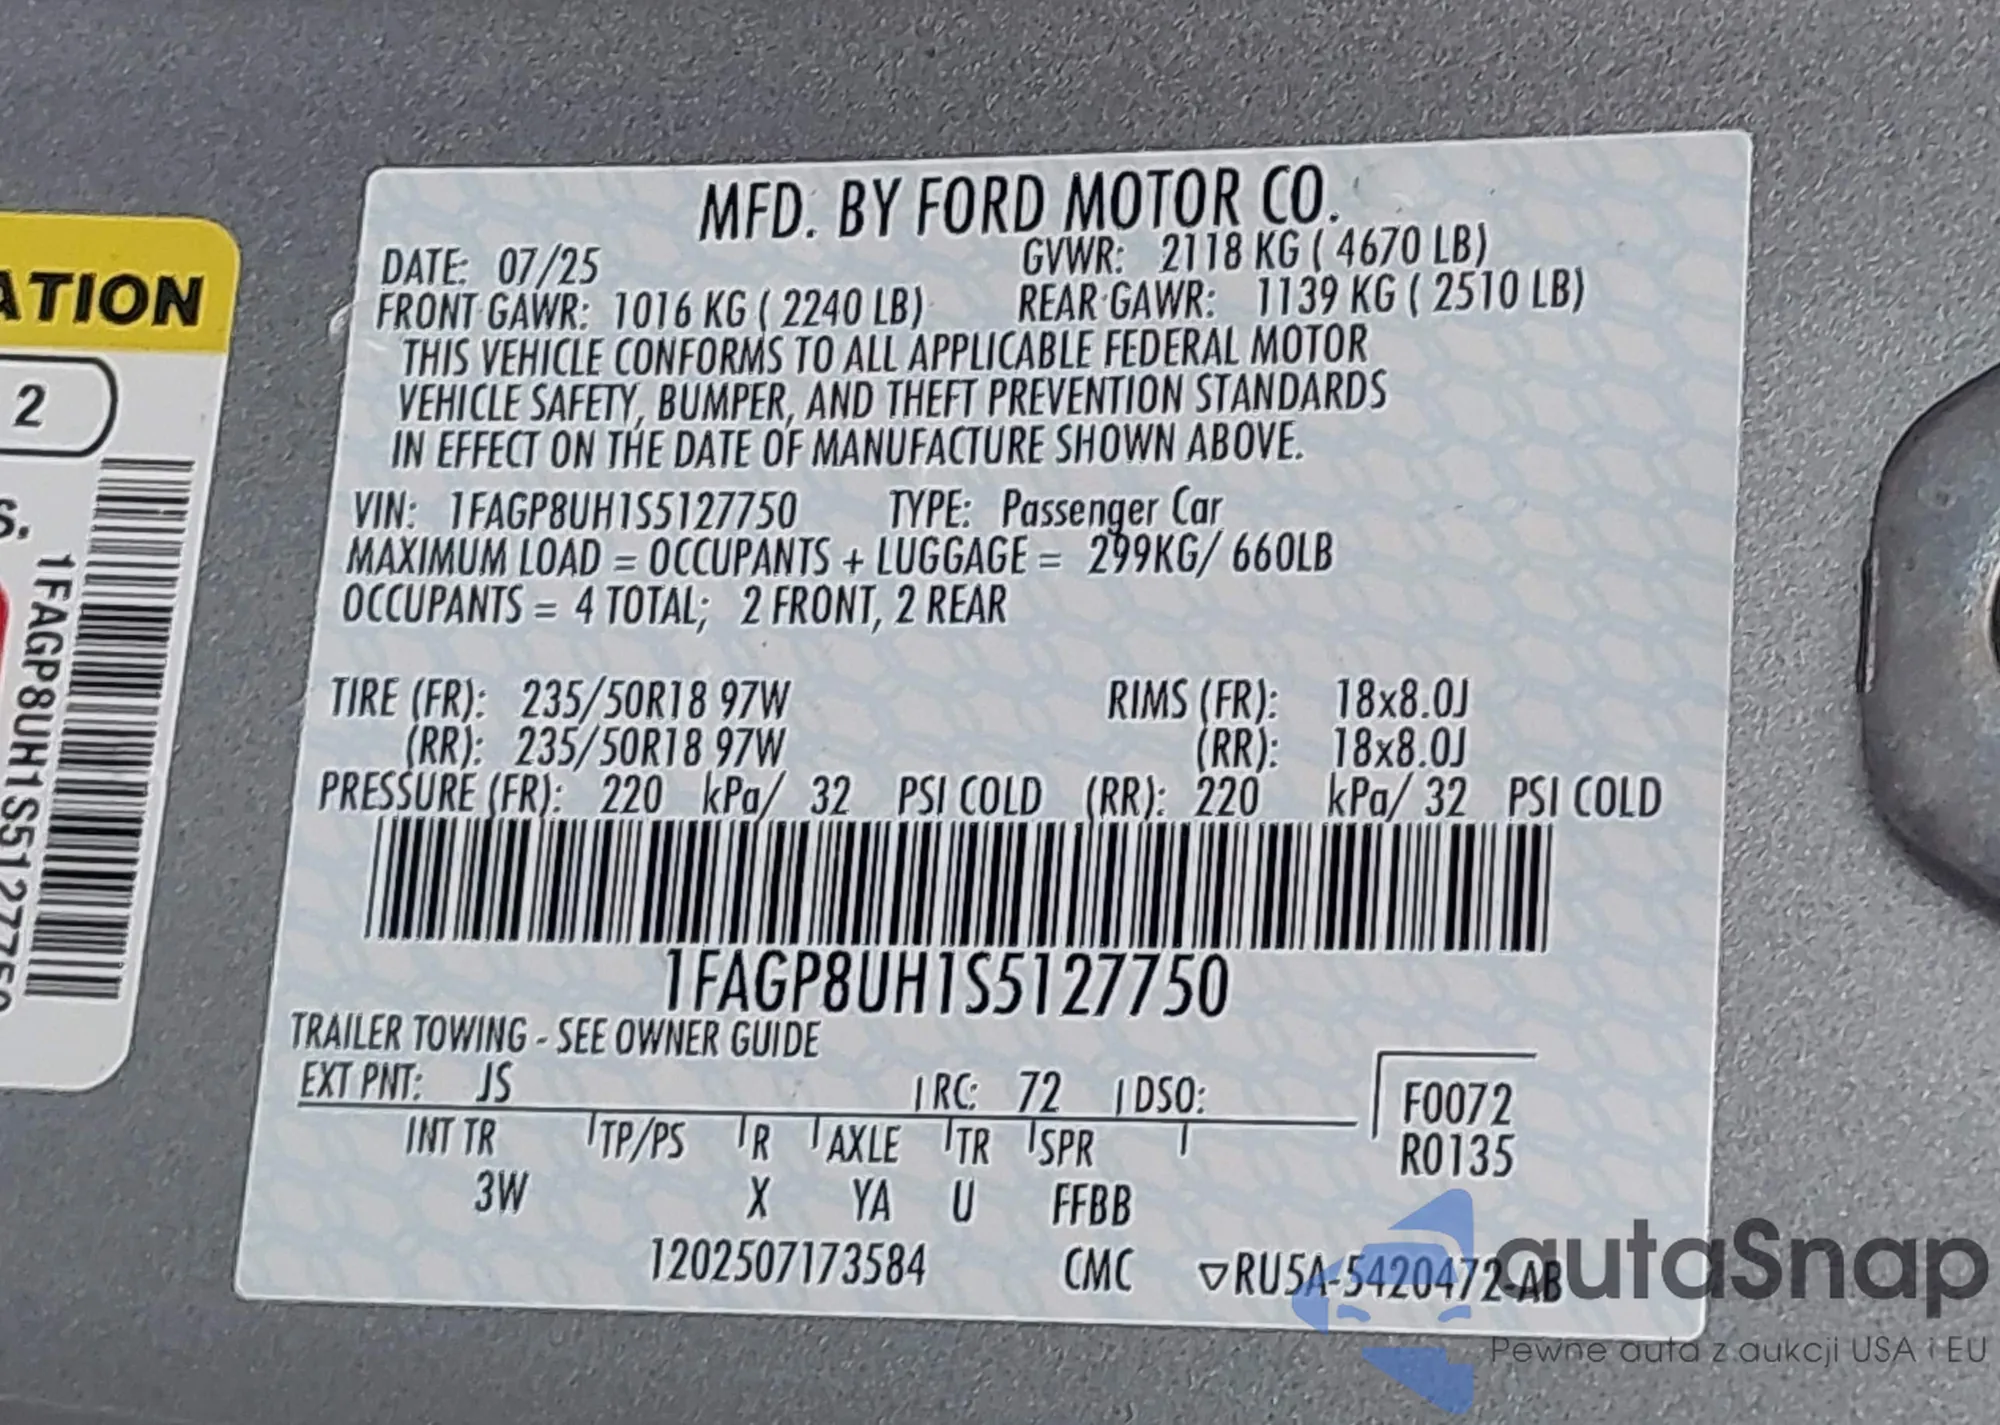 ATION
2
S.
1FAGP8UH1S5127750
MFD. BY FORD MOTOR CO.
DATE: 07/25 GVWR: 2118 KG ( 4670 LB)
FRONT GAWR: 1016 KG ( 2240 LB) REAR GAWR: 1139 KG ( 2510 LB)
THIS VEHICLE CONFORMS TO ALL APPLICABLE FEDERAL MOTOR
VEHICLE SAFETY, BUMPER, AND THEFT PREVENTION STANDARDS
IN EFFECT ON THE DATE OF MANUFACTURE SHOWN ABOVE.
VIN: 1FAGP8UH1S5127750 TYPE: Passenger Car
MAXIMUM LOAD = OCCUPANTS + LUGGAGE = 299KG/ 660LB
OCCUPANTS = 4 TOTAL; 2 FRONT, 2 REAR
TIRE (FR): 235/50R18 97W RIMS (FR): 18x8.0J
(RR): 235/50R18 97W (RR): 18x8.0J
PRESSURE (FR): 220 kPa/ 32 PSI COLD (RR): 220 kPa/ 32 PSI COLD
1FAGP8UH1S5127750
TRAILER TOWING - SEE OWNER GUIDE
EXT PNT: JS RC: 72 DSO: F0072
INT TR TP/PS R AXLE TR SPR R0135
3W X YA U FFBB
1202507173584 CMC ▽RU5A-5420472-AB
autaSnap
Pewne auta z aukcji USA i EU